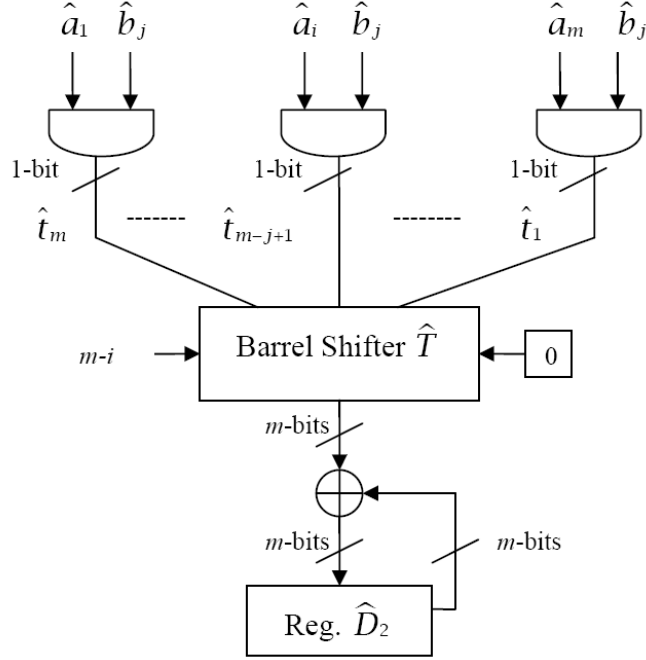 â₁ b̂ⱼ âᵢ b̂ⱼ âₘ b̂ⱼ
1-bit 1-bit 1-bit
t̂ₘ ------- t̂ₘ₋ⱼ₊₁ ------- t̂₁
m-i Barrel Shifter T̂ 0
m-bits
m-bits m-bits
Reg. D̂₂